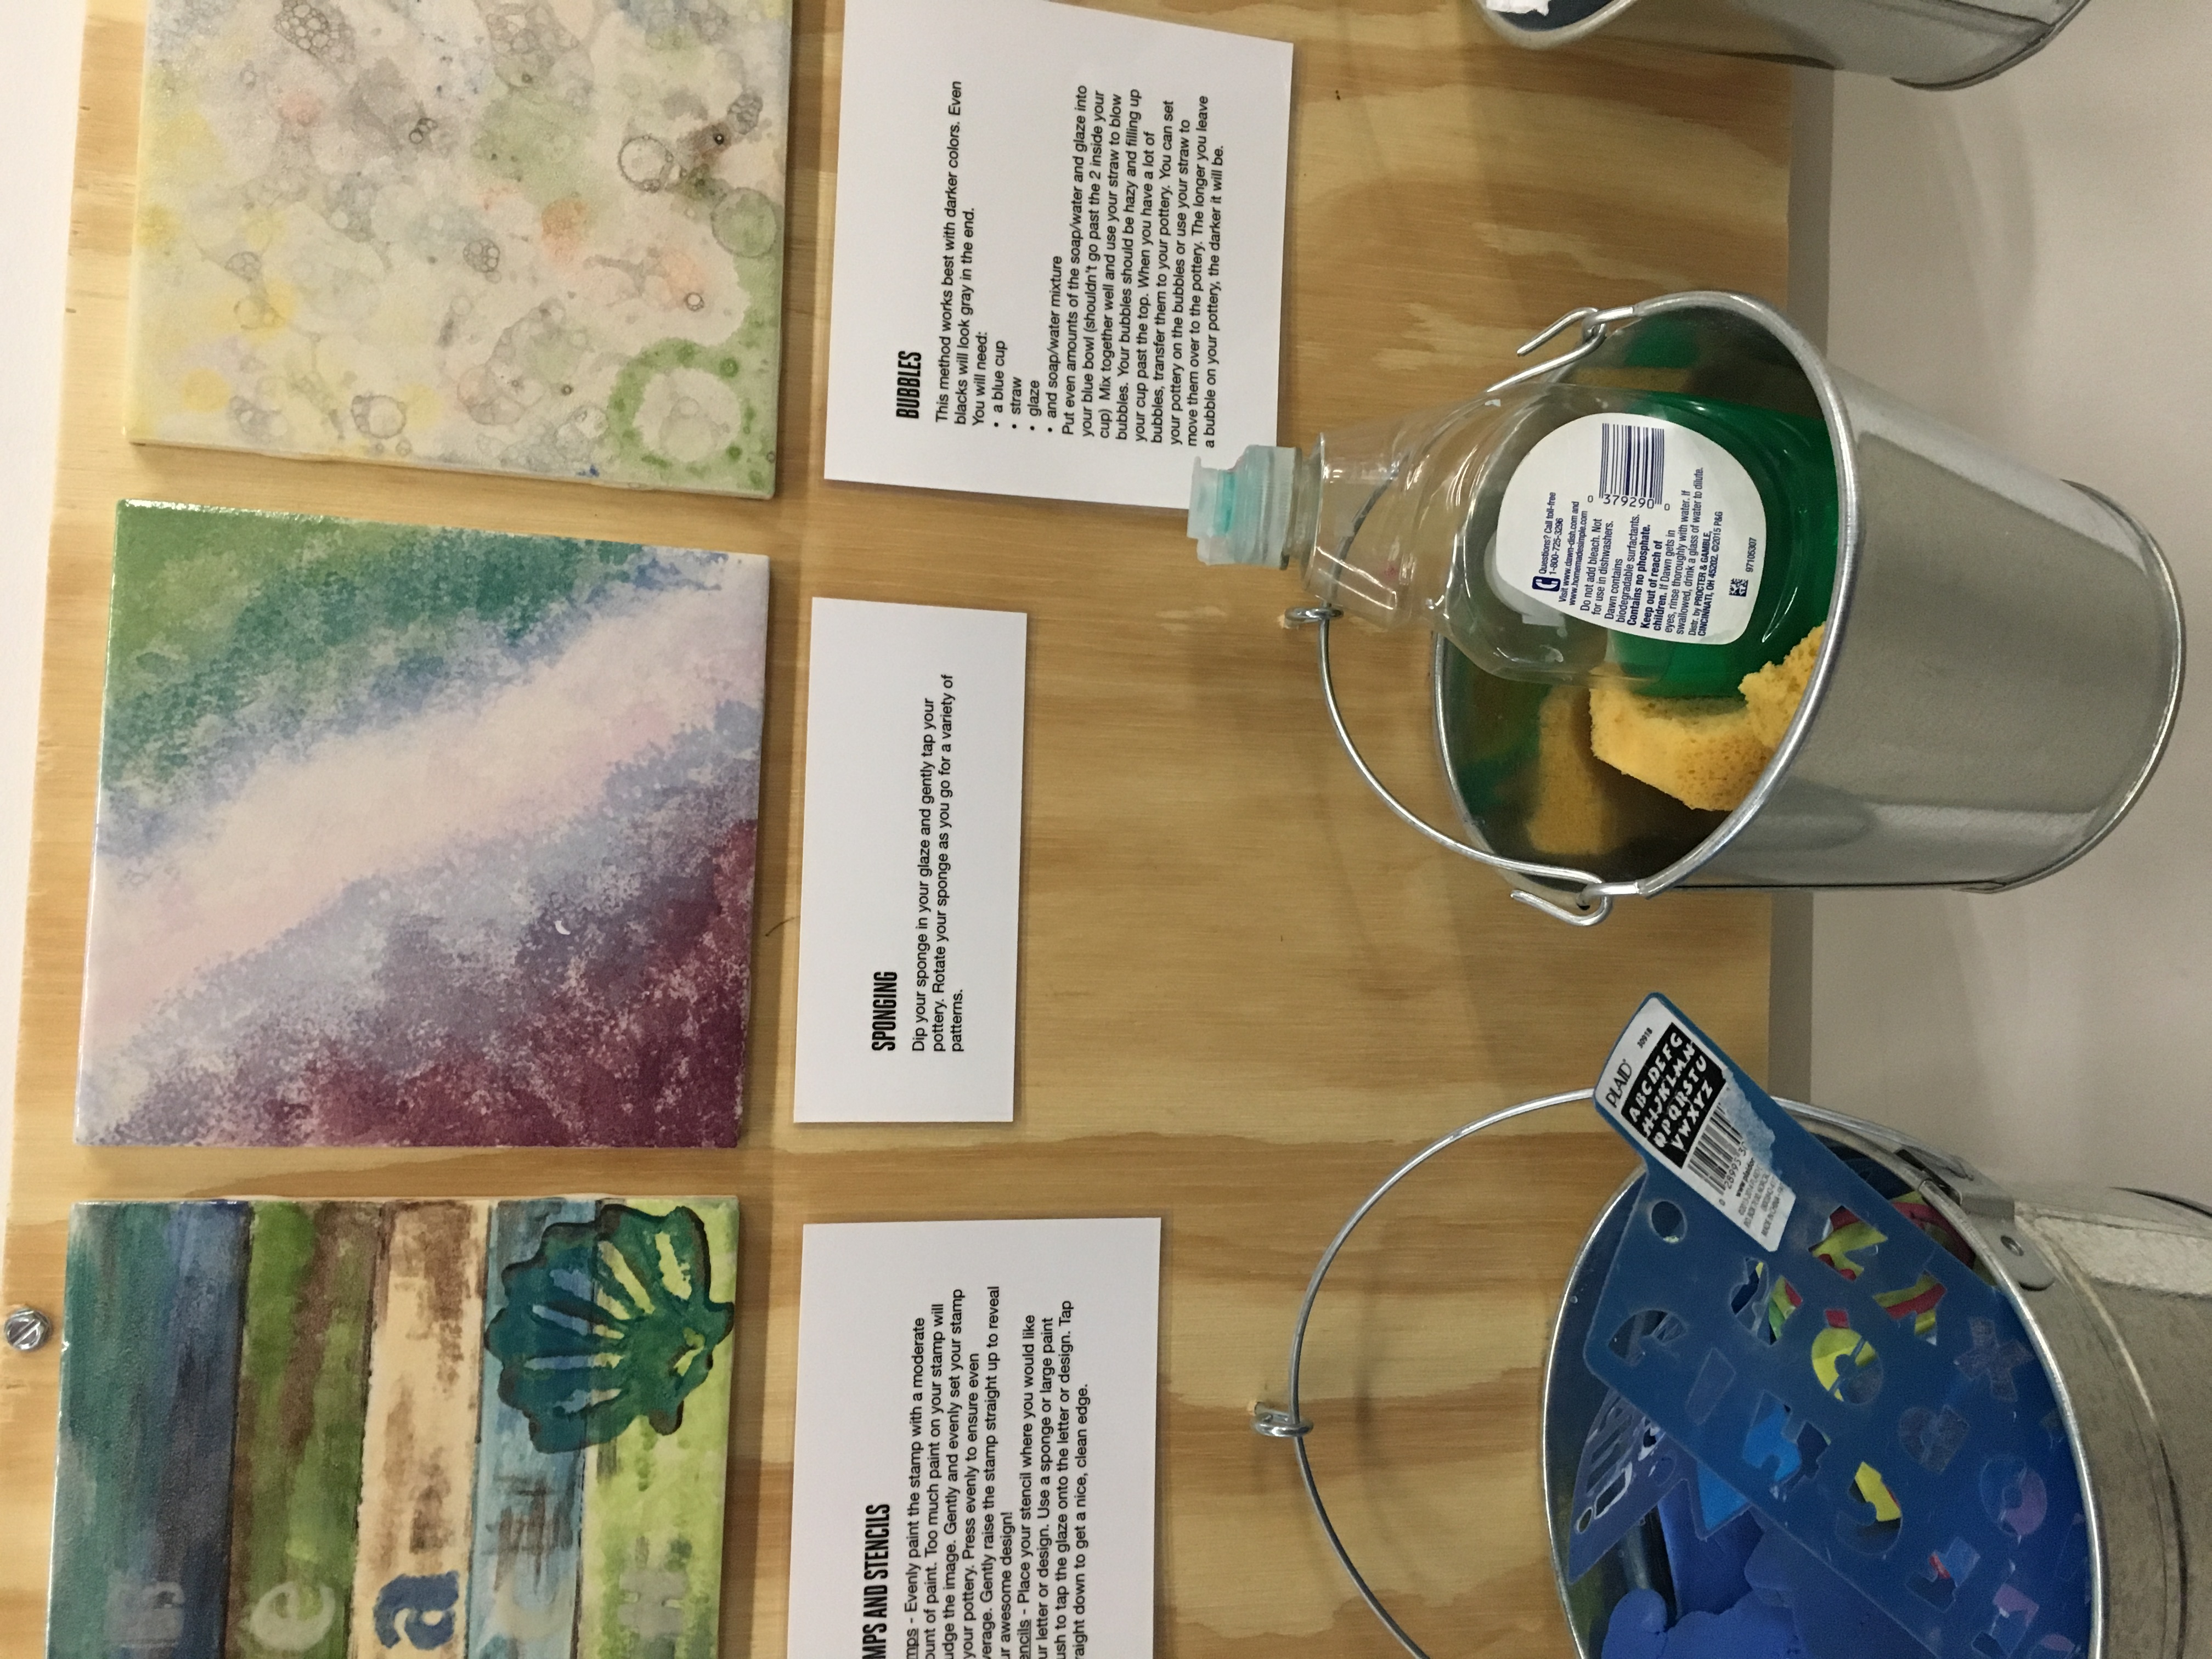 e
a
MPS AND STENCILS
mps - Evenly paint the stamp with a moderate
ount of paint. Too much paint on your stamp will
udge the image. Gently and evenly set your stamp
your pottery. Press evenly to ensure even
verage. Gently raise the stamp straight up to reveal
ur awesome design!
encils - Place your stencil where you would like
ur letter or design. Use a sponge or large paint
ush to tap the glaze onto the letter or design. Tap
raight down to get a nice, clean edge.
SPONGING
Dip your sponge in your glaze and gently tap your
pottery. Rotate your sponge as you go for a variety of
patterns.
BUBBLES
This method works best with darker colors. Even
blacks will look gray in the end.
You will need:
• a blue cup
• straw
• glaze
• and soap/water mixture
Put even amounts of the soap/water and glaze into
your blue bowl (shouldn't go past the 2 inside your
cup) Mix together well and use your straw to blow
bubbles. Your bubbles should be hazy and filling up
your cup past the top. When you have a lot of
bubbles, transfer them to your pottery. You can set
your pottery on the bubbles or use your straw to
move them over to the pottery. The longer you leave
a bubble on your pottery, the darker it will be.
PLAID
30918
ABCDEFG
HIJKLMN
OPQRSTU
VWXYZ
MADE IN CHINA
Questions? Call toll-free
1-800-725-3296
Visit www.dawn-dish.com and
www.homemadesimple.com
Do not add bleach. Not
for use in dishwashers.
Dawn contains
biodegradable surfactants.
Contains no phosphate.
Keep out of reach of
children. If Dawn gets in
eyes, rinse thoroughly with water. If
swallowed, drink a glass of water to dilute.
Distr. by PROCTER & GAMBLE,
CINCINNATI, OH 45202. ©2015 P&G
97105307